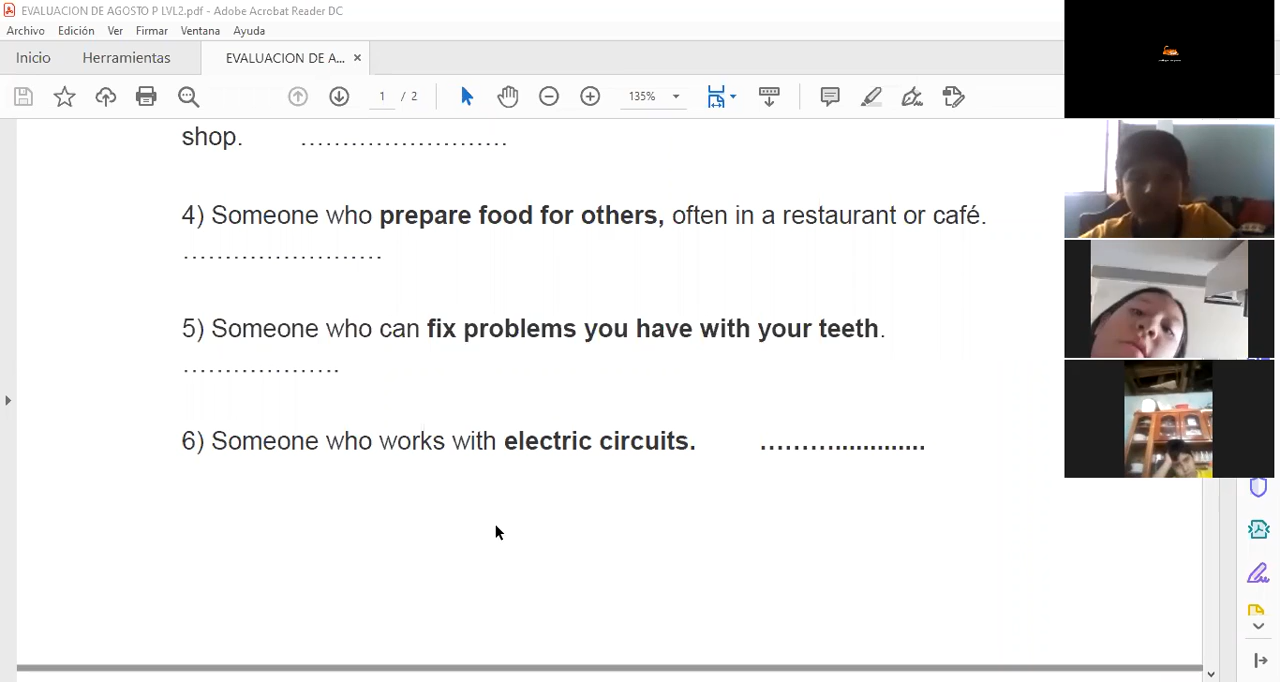 EVALUACION DE AGOSTO P LVL2.pdf - Adobe Acrobat Reader DC
Archivo Edición Ver Firmar Ventana Ayuda
Inicio Herramientas EVALUACION DE A... ×
1 / 2 135%
shop. ……………………
4) Someone who prepare food for others, often in a restaurant or café.
……………………
5) Someone who can fix problems you have with your teeth.
……………….
6) Someone who works with electric circuits. ………..............